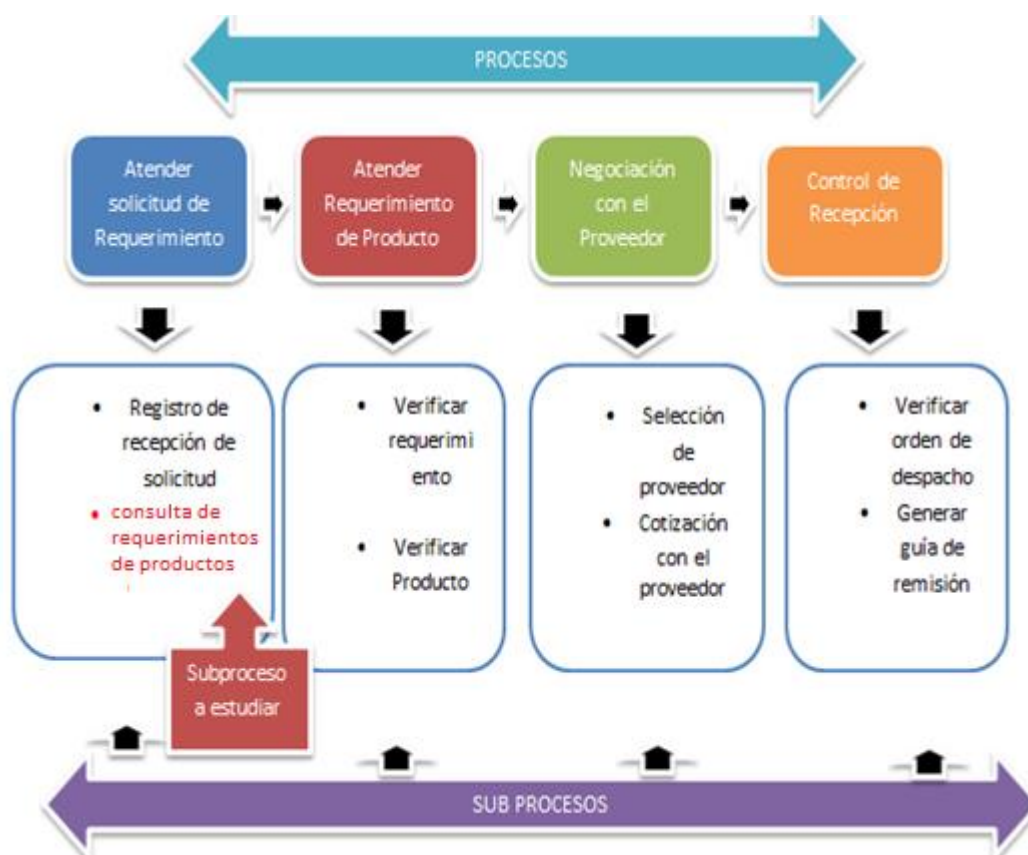 PROCESOS
Atender
solicitud de
Requerimiento
Atender
Requerimiento
de Producto
Negociación
con el
Proveedor
Control de
Recepción
• Registro de
recepción de
solicitud
• consulta de
requerimientos
de productos
• Verificar
requerimi
ento
• Verificar
Producto
• Selección
de
proveedor
• Cotización
con el
proveedor
• Verificar
orden de
despacho
• Generar
guía de
remisión
Subproceso
a estudiar
SUB PROCESOS